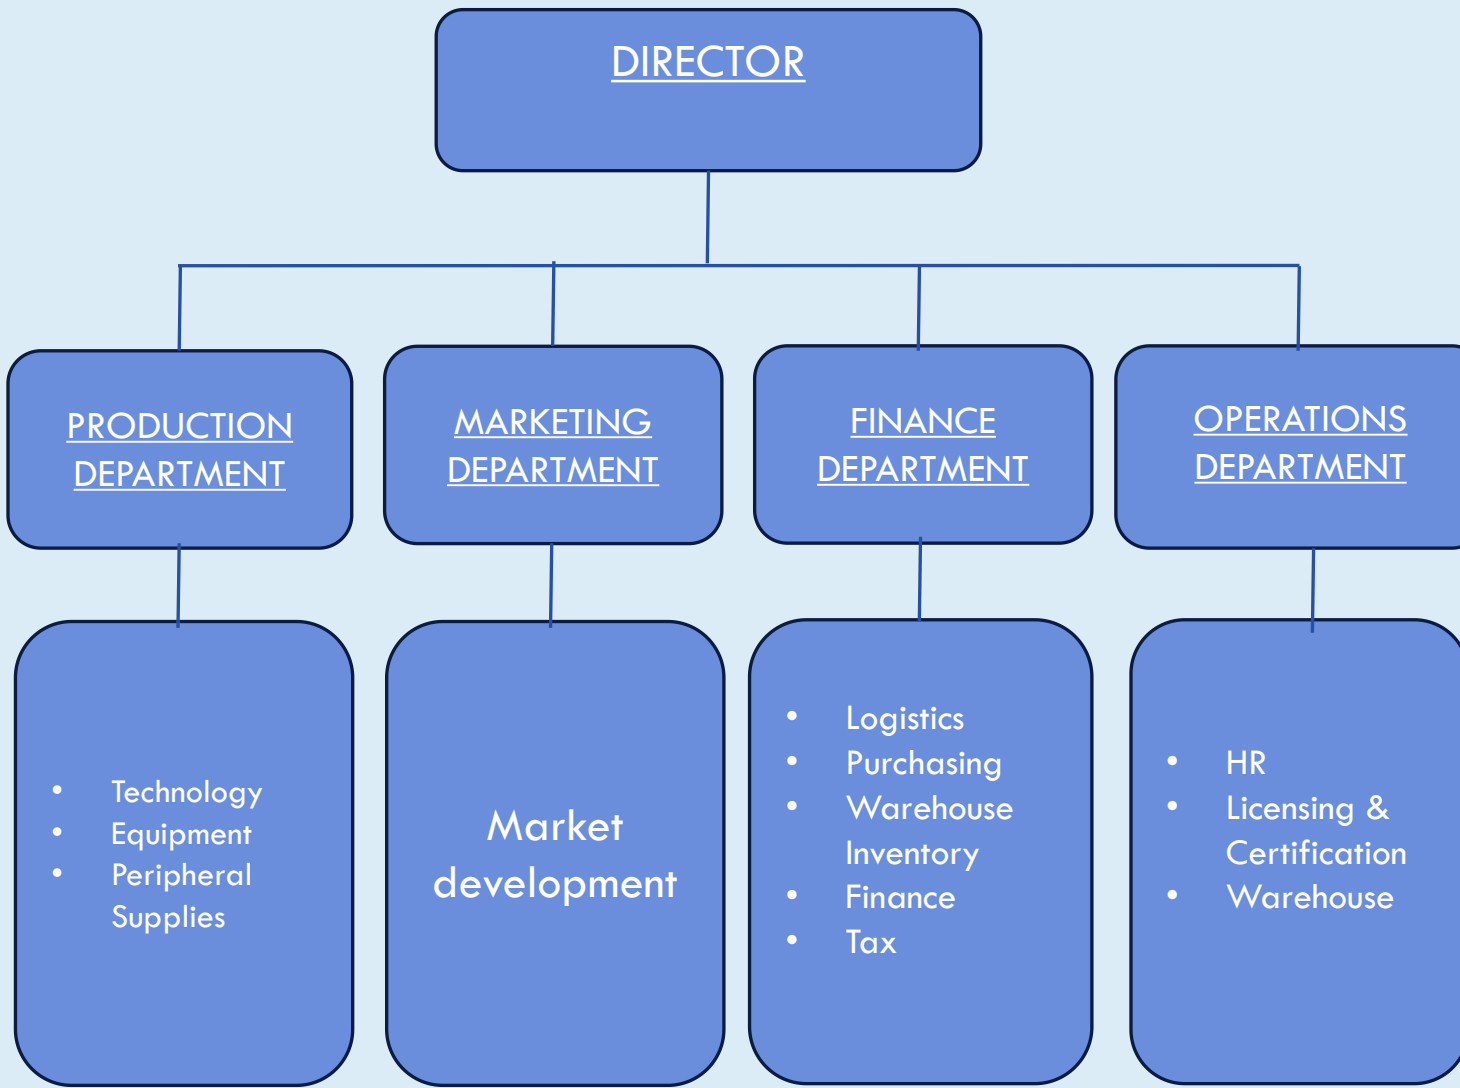 DIRECTOR
PRODUCTION
DEPARTMENT
MARKETING
DEPARTMENT
FINANCE
DEPARTMENT
OPERATIONS
DEPARTMENT
• Technology
• Equipment
• Peripheral
Supplies
Market
development
• Logistics
• Purchasing
• Warehouse
Inventory
• Finance
• Tax
• HR
• Licensing &
Certification
• Warehouse